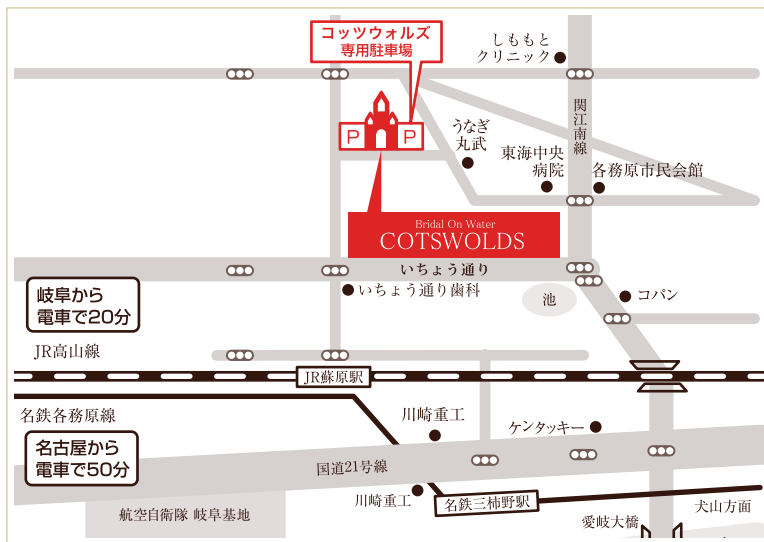 コッツウォルズ
専用駐車場
しももと
クリニック
P
P
うなぎ
丸武
関江南線
東海中央
病院
各務原市民会館
Bridal On Water
COTSWOLDS
いちょう通り
いちょう通り歯科
池
コパン
岐阜から
電車で20分
JR高山線
JR蘇原駅
名鉄各務原線
川崎重工
ケンタッキー
名古屋から
電車で50分
国道21号線
川崎重工
名鉄三柿野駅
犬山方面
航空自衛隊 岐阜基地
愛岐大橋